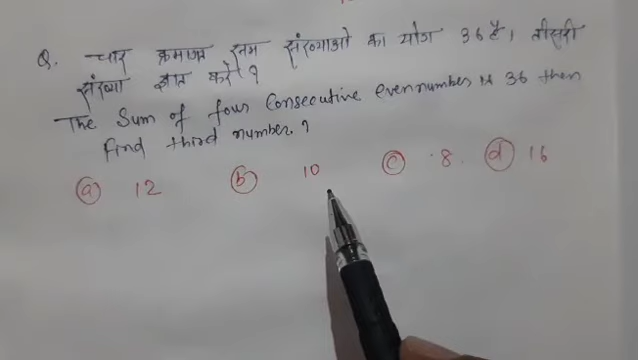 Q. चार क्रमागत सम संख्याओ का योग 36 है। तीसरी
संख्या ज्ञात करो ?
The Sum of four Consecutive even number is 36 then
find third number. ?
(a) 12 (b) 10 (c) 8. (d) 16